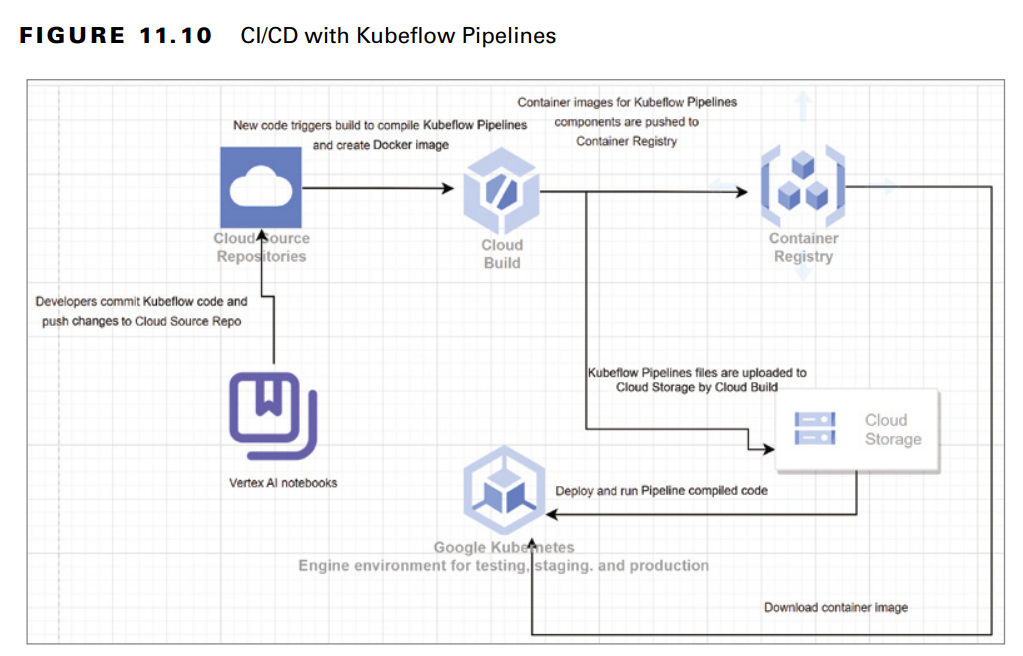 FIGURE 11.10 CI/CD with Kubeflow Pipelines
Container images for Kubeflow Pipelines
components are pushed to
Container Registry
New code triggers build to compile Kubeflow Pipelines
and create Docker image
Cloud Source
Repositories
Cloud
Build
Container
Registry
Developers commit Kubeflow code and
push changes to Cloud Source Repo
Kubeflow Pipelines files are uploaded to
Cloud Storage by Cloud Build
Cloud
Storage
Vertex AI notebooks
Deploy and run Pipeline compiled code
Google Kubernetes
Engine environment for testing, staging. and production
Download container image